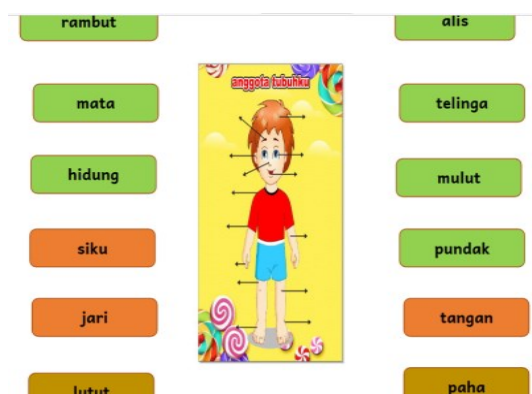 rambut
alis
anggota tubuhku
mata
telinga
hidung
mulut
siku
pundak
jari
tangan
lutut
paha